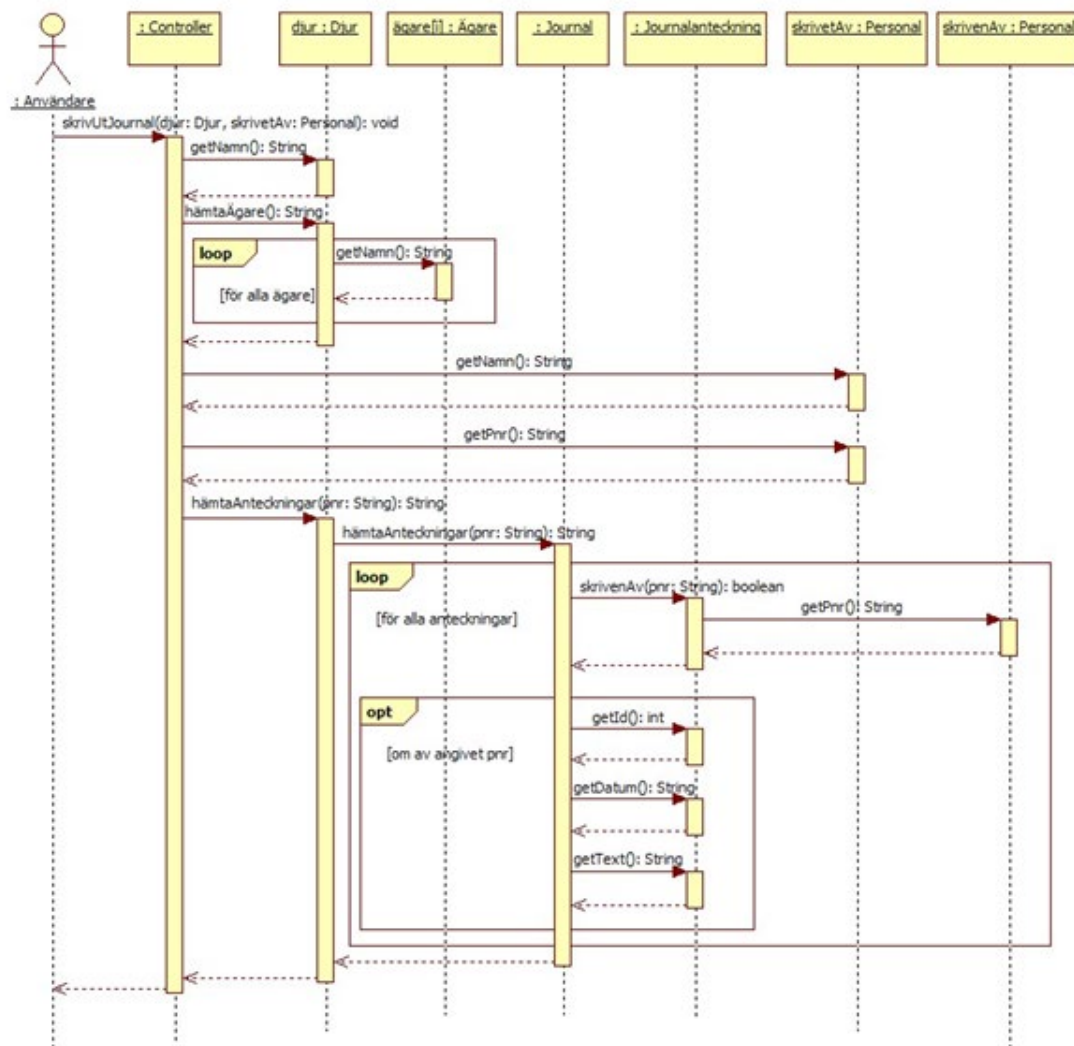 : Controller
djur : Djur
ägare[i] : Ägare
: Journal
: Journalanteckning
skrivetAv : Personal
skrivenAv : Personal
: Användare
skrivUtJournal(djur: Djur, skrivetAv: Personal): void
getNamn(): String
hämtaÄgare(): String
loop
getNamn(): String
[för alla ägare]
getNamn(): String
getPnr(): String
hämtaAnteckningar(pnr: String): String
hämtaAnteckningar(pnr: String): String
loop
skrivenAv(pnr: String): boolean
getPnr(): String
[för alla anteckningar]
opt
getId(): int
[om av angivet pnr]
getDatum(): String
getText(): String